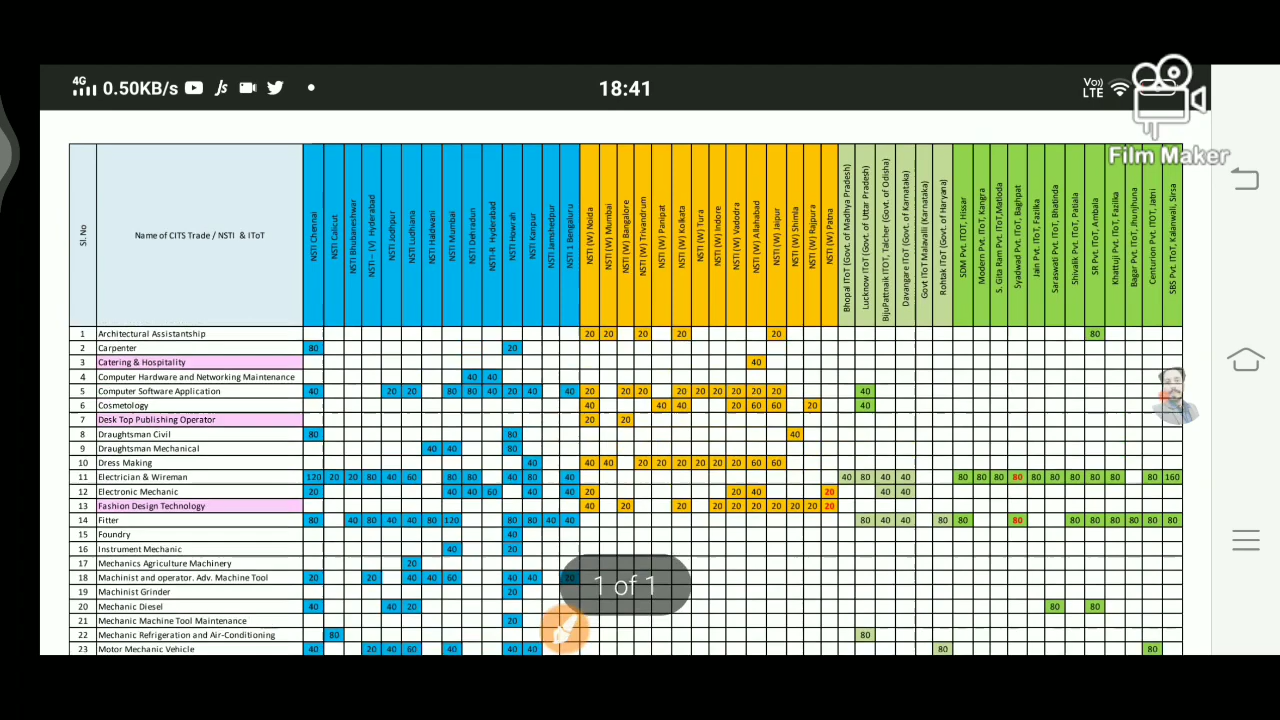 4G 0.50KB/s 18:41 Vo)) LTE
Film Maker
Sl. No Name of CITS Trade / NSTI & IToT NSTI Chennai NSTI Calicut NSTI Bhubaneshwar NSTI – (V) Hyderabad NSTI Jodhpur NSTI Ludhiana NSTI Haldwani NSTI Mumbai NSTI Dehradun NSTI-R Hyderabad NSTI Howrah NSTI Kanpur NSTI Jamshedpur NSTI 1 Bengaluru NSTI (W) Noida NSTI (W) Mumbai NSTI (W) Bangalore NSTI (W) Trivandrum NSTI (W) Panipat NSTI (W) Kolkata NSTI (W) Tura NSTI (W) Indore NSTI (W) Vadodra NSTI (W) Allahabad NSTI (W) Jaipur NSTI (W) Shimla NSTI (W) Rajpura NSTI (W) Patna Bhopal IToT (Govt. of Madhya Pradesh) Lucknow IToT (Govt. of Uttar Pradesh) BijuPattnaik ITOT, Talcher (Govt. of Odisha) Davangare IToT (Govt. of Karnataka) Govt IToT Malavalli (Karnataka) Rohtak IToT (Govt. of Haryana) SDM Pvt. ITOT, Hissar Modern Pvt. ITOT, Kangra S. Gita Ram Pvt. ITOT,Matloda Syadwad Pvt. IToT, Baghpat Jain Pvt. IToT, Fazilka Saraswati Pvt. ITOT, Bhatinda Shivalik Pvt. IToT, Patiala SR Pvt. ITOT, Ambala Khattuji Pvt. IToT, Fazilka Bagar Pvt. IToT, Jhunjhuna Centurion Pvt. ITOT, Jatni SBS Pvt. IToT, Kalanwali, Sirsa
1 Architectural Assistantship 20 20 20 20 20 80
2 Carpenter 80 20
3 Catering & Hospitality 40
4 Computer Hardware and Networking Maintenance 40 40
5 Computer Software Application 40 20 20 80 80 40 20 40 40 20 20 20 20 20 20 20 20 20 40
6 Cosmetology 40 40 40 20 60 60 20 40
7 Desk Top Publishing Operator 20 20
8 Draughtsman Civil 80 80 40
9 Draughtsman Mechanical 40 40 80
10 Dress Making 40 40 40 20 20 20 20 20 20 60 60
11 Electrician & Wireman 120 20 20 80 40 60 80 80 40 80 40 40 80 40 40 80 80 80 80 80 80 80 80 80 80 160
12 Electronic Mechanic 20 40 40 60 40 40 20 20 40 20 40 40
13 Fashion Design Technology 40 20 20 20 20 20 20 20 20 20
14 Fitter 80 40 80 40 40 80 120 80 80 40 40 80 40 40 80 80 80 80 80 80 80 80 80
15 Foundry 40
16 Instrument Mechanic 40 20
17 Mechanics Agriculture Machinery 20
18 Machinist and operator. Adv. Machine Tool 20 20 40 40 60 40 40 20
19 Machinist Grinder 20
20 Mechanic Diesel 40 40 20 80 80
21 Mechanic Machine Tool Maintenance 20
22 Mechanic Refrigeration and Air-Conditioning 80 80
23 Motor Mechanic Vehicle 40 20 40 60 40 40 40 80 80
1 of 1